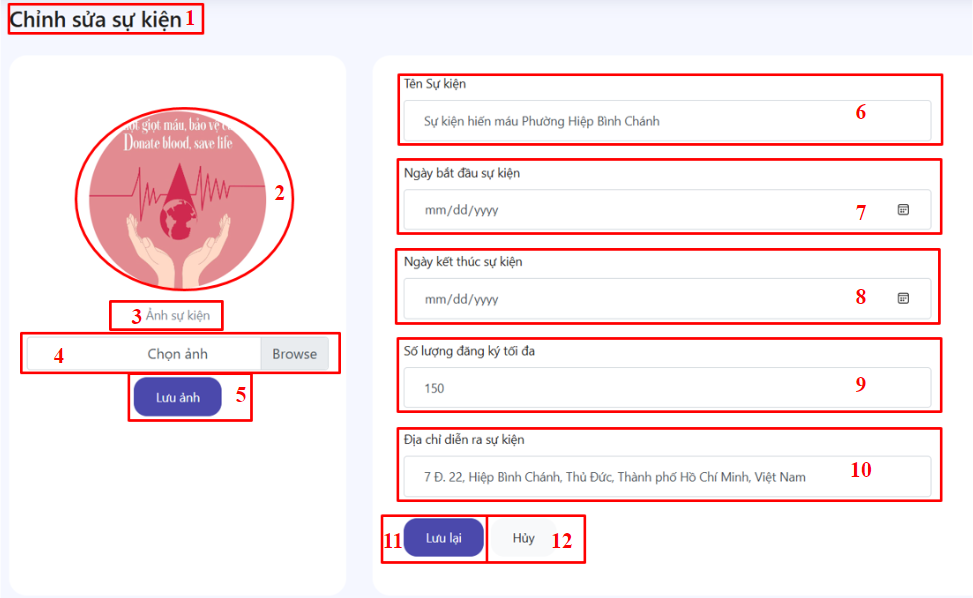 Chỉnh sửa sự kiện 1
giọt máu, bảo vệ
Donate blood, save life
2
3 Ảnh sự kiện
4 Chọn ảnh Browse
Lưu ảnh 5
Tên Sự kiện
Sự kiện hiến máu Phường Hiệp Bình Chánh 6
Ngày bắt đầu sự kiện
mm/dd/yyyy 7
Ngày kết thúc sự kiện
mm/dd/yyyy 8
Số lượng đăng ký tối đa
150 9
Địa chỉ diễn ra sự kiện
7 Đ. 22, Hiệp Bình Chánh, Thủ Đức, Thành phố Hồ Chí Minh, Việt Nam 10
11 Lưu lại Hủy 12